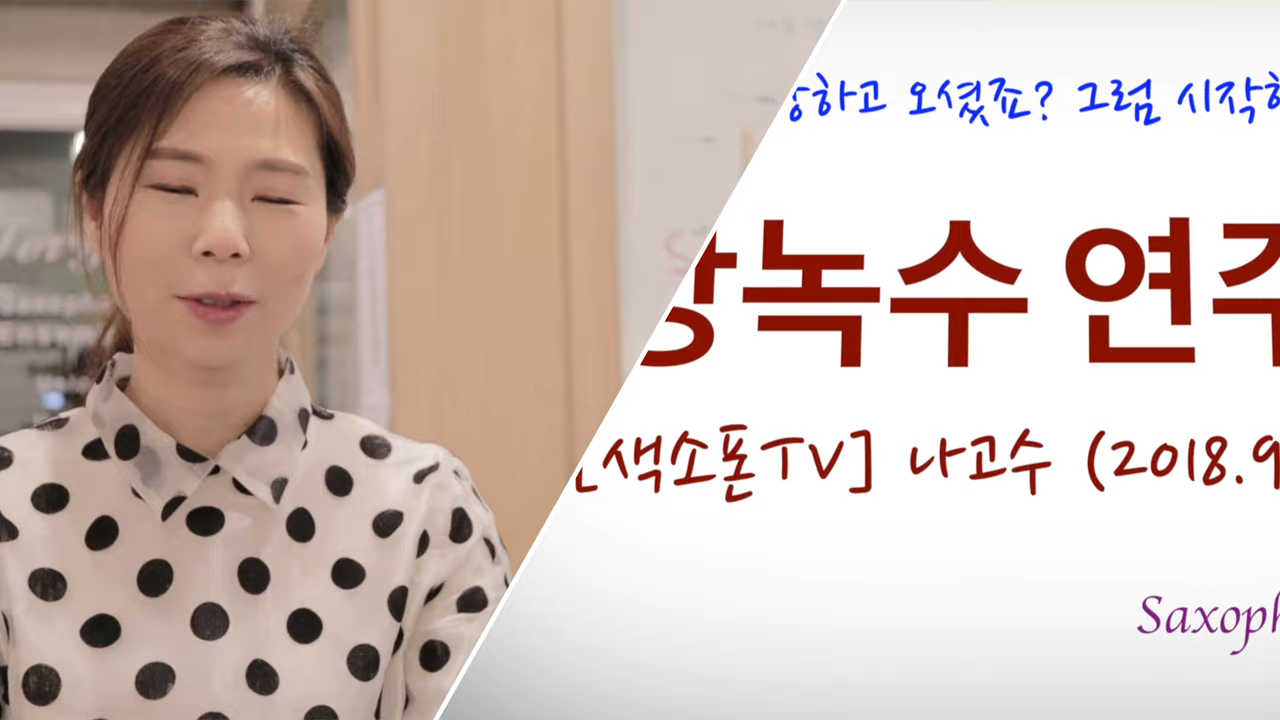 하고 오셨죠? 그럼 시작
녹수 연주
색소폰TV] 나고수 (2018.9
Saxoph